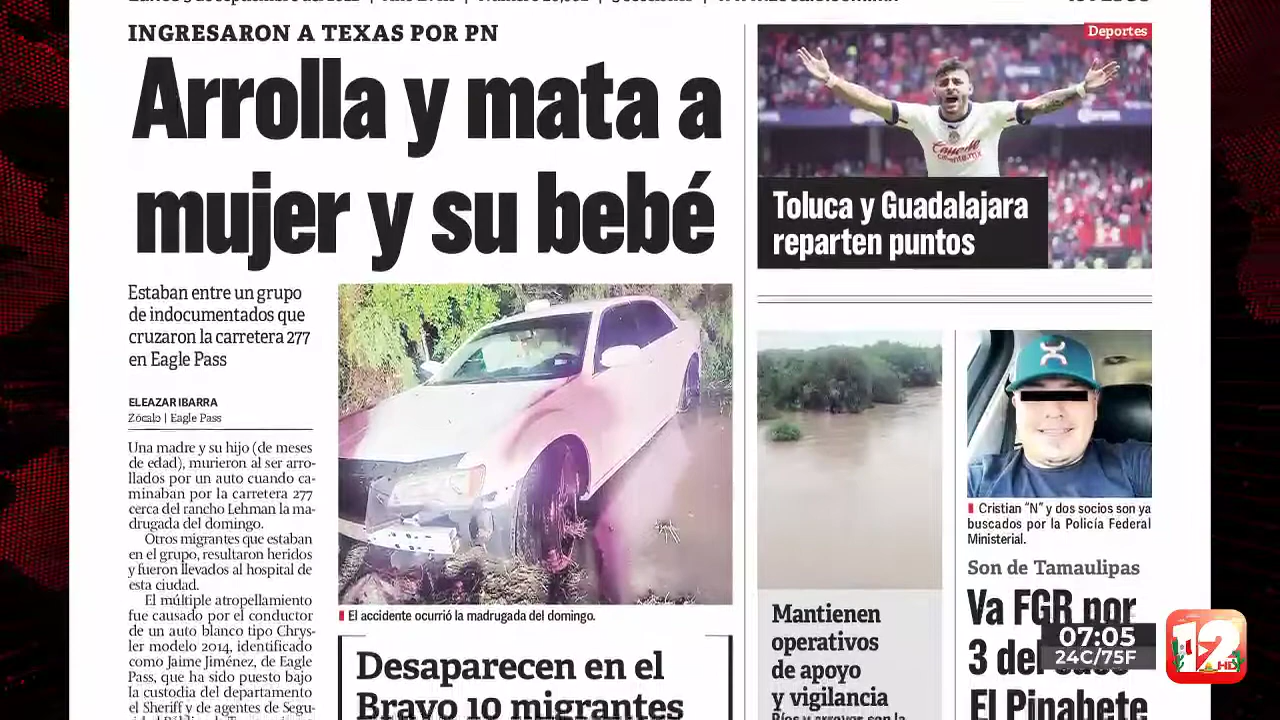 INGRESARON A TEXAS POR PN
Arrolla y mata a
mujer y su bebé
Estaban entre un grupo
de indocumentados que
cruzaron la carretera 277
en Eagle Pass
ELEAZAR IBARRA
Zócalo | Eagle Pass
Una madre y su hijo (de meses
de edad), murieron al ser arro-
llados por un auto cuando ca-
minaban por la carretera 277
cerca del rancho Lehman la ma-
drugada del domingo.
Otros migrantes que estaban
en el grupo, resultaron heridos
y fueron llevados al hospital de
esta ciudad.
El múltiple atropellamiento
fue causado por el conductor
de un auto blanco tipo Chrys-
ler modelo 2014, identificado
como Jaime Jiménez, de Eagle
Pass, que ha sido puesto bajo
la custodia del departamento
el Sheriff y de agentes de Segu-
El accidente ocurrió la madrugada del domingo.
Desaparecen en el
Bravo 10 migrantes
Deportes
Toluca y Guadalajara
reparten puntos
Mantienen
operativos
de apoyo
y vigilancia
Cristian "N" y dos socios son ya
buscados por la Policía Federal
Ministerial.
Son de Tamaulipas
Va FGR por
3 del
El Pinabete
07:05
24C/75F
12
HD